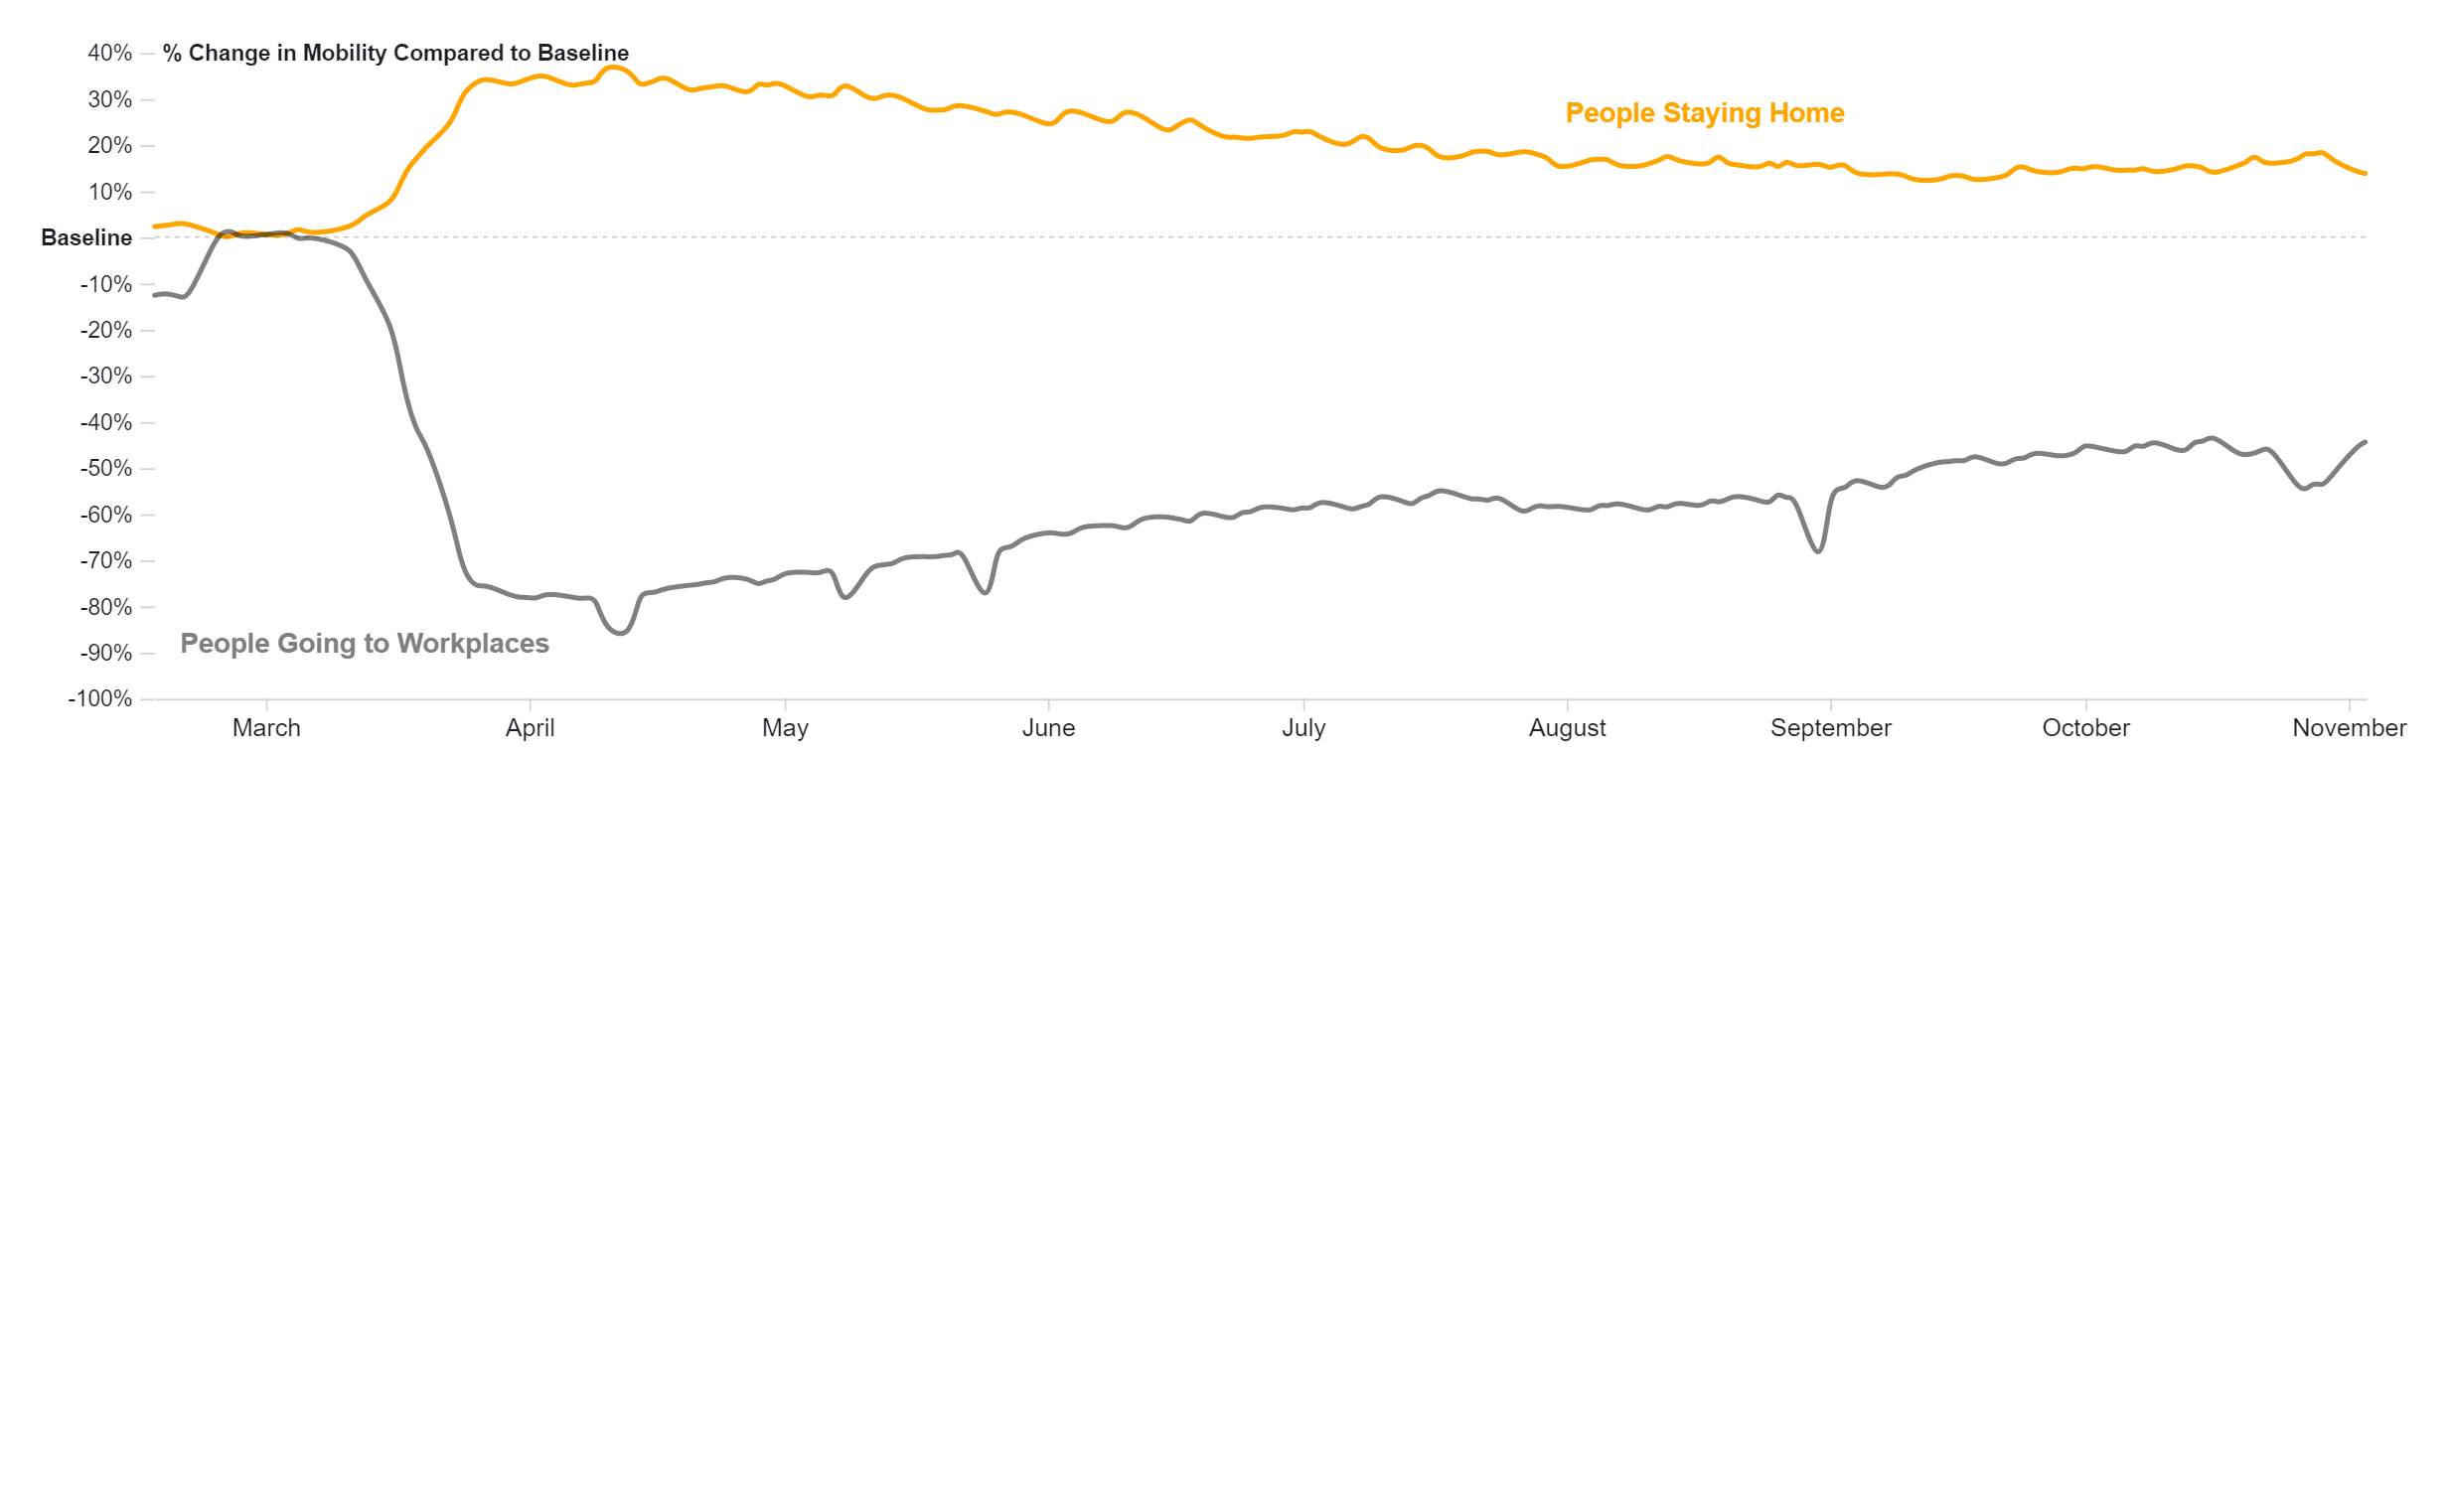 % Change in Mobility Compared to Baseline
40%
30%
People Staying Home
20%
10%
Baseline
-10%
-20%
-30%
-40%
-50%
-60%
-70%
-80%
People Going to Workplaces
-90%
-100%
March April May June July August September October November